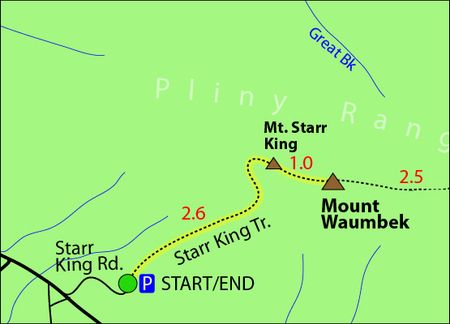 Great Bk
Pliny Rang
Mt. Starr
King
1.0
2.5
Mount
Waumbek
2.6
Starr King Tr.
Starr
King Rd.
P START/END